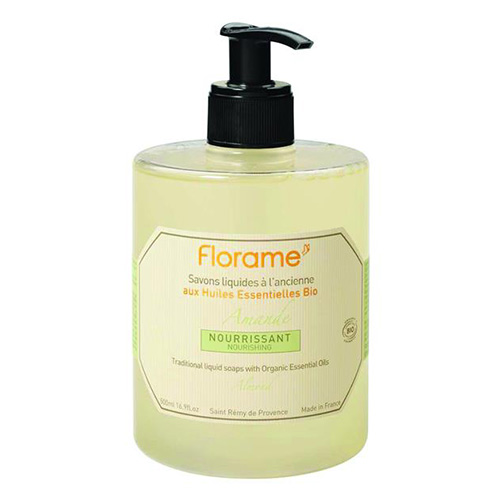 Florame
Savons liquides à l'ancienne
aux Huiles Essentielles Bio
Amande
NOURRISSANT
NOURISHING
Traditional liquid soaps with Organic Essential Oils
Almond
500ml 16.9fl.oz Saint Rémy de Provence Made in France
BIO